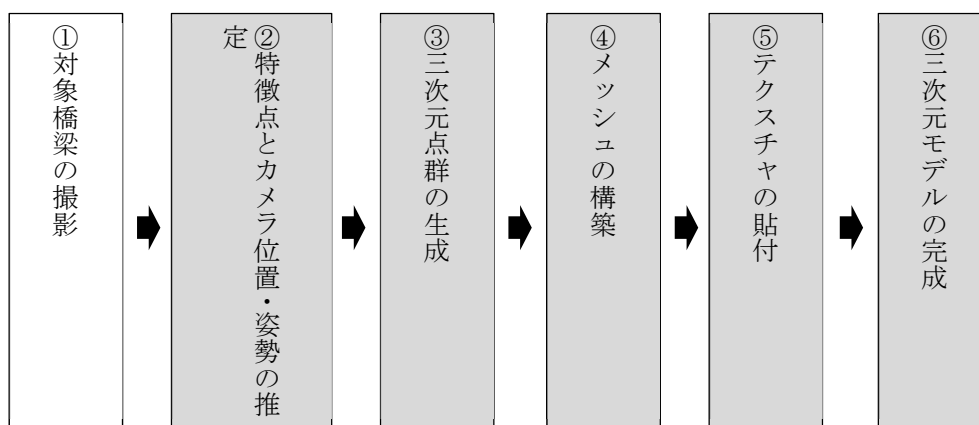 ①対象橋梁の撮影
②特徴点とカメラ位置・姿勢の推
定
③三次元点群の生成
④メッシュの構築
⑤テクスチャの貼付
⑥三次元モデルの完成